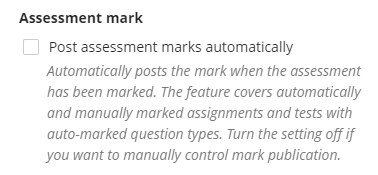 Assessment mark
Post assessment marks automatically
Automatically posts the mark when the assessment
has been marked. The feature covers automatically
and manually marked assignments and tests with
auto-marked question types. Turn the setting off if
you want to manually control mark publication.